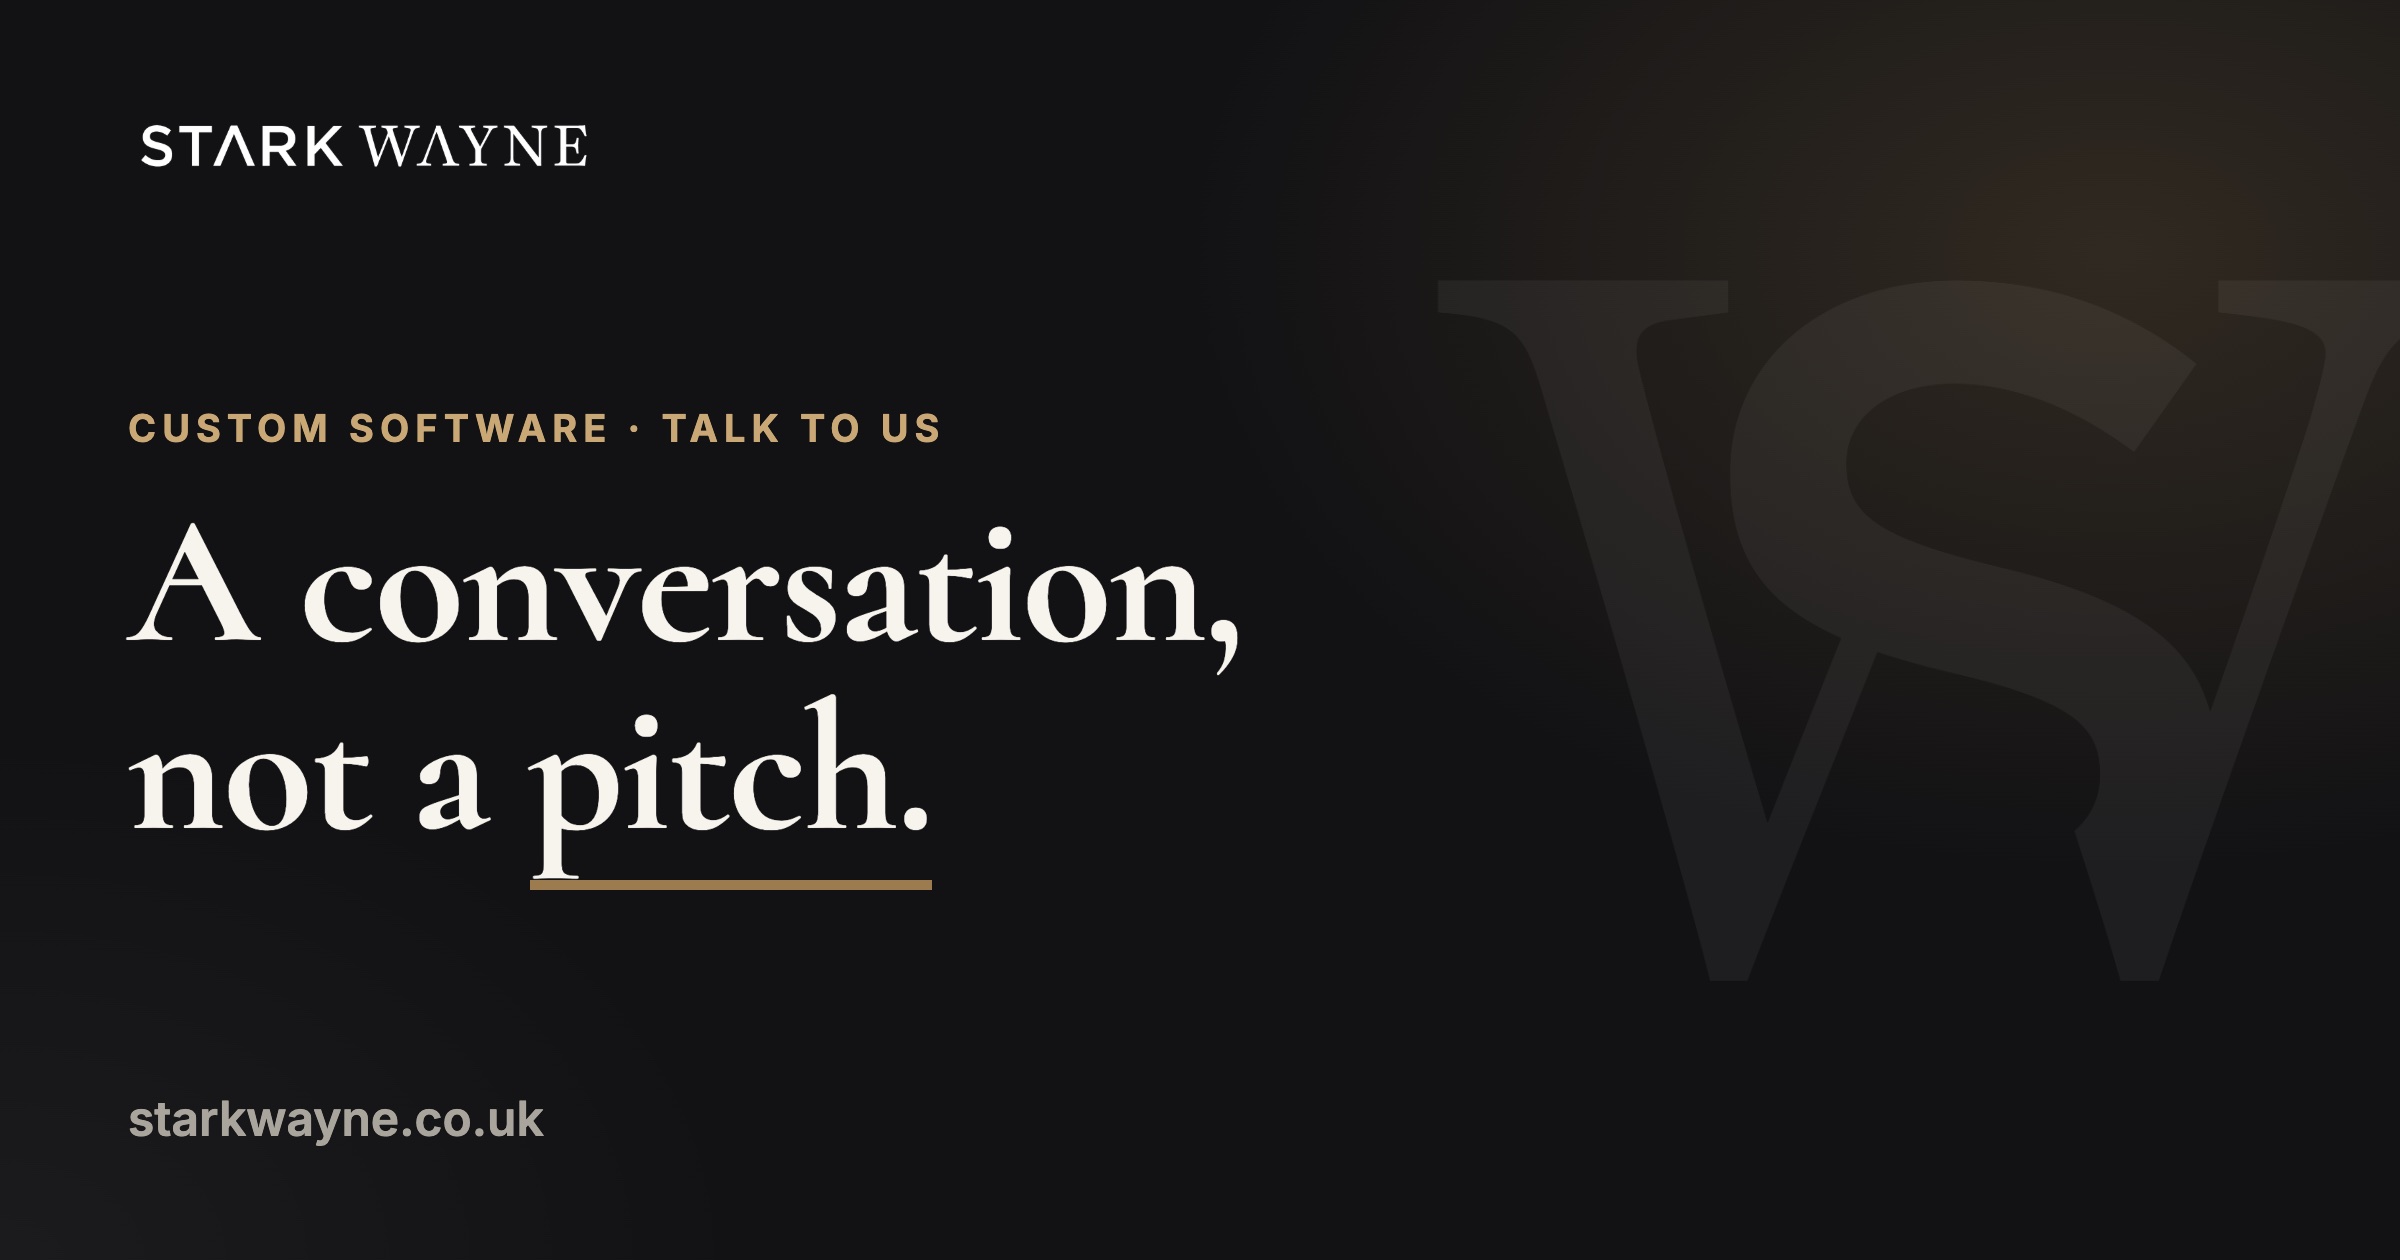 STARK WAYNE
CUSTOM SOFTWARE · TALK TO US
A conversation,
not a pitch.
starkwayne.co.uk